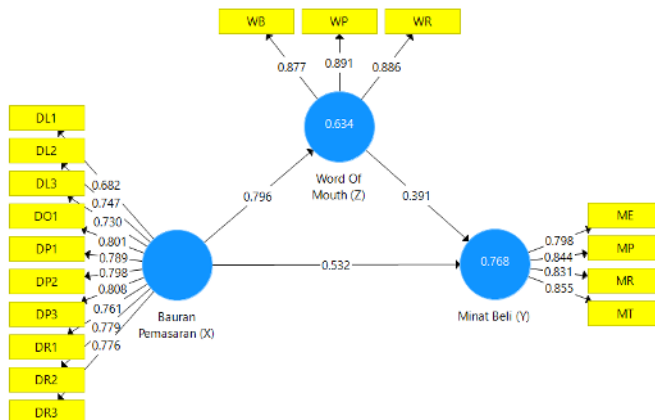 WB
WP
WR
0.877
0.891
0.886
0.634
Word Of
Mouth (Z)
DL1
DL2
DL3
DO1
DP1
DP2
DP3
DR1
DR2
DR3
0.682
0.747
0.730
0.801
0.789
0.798
0.808
0.761
0.779
0.776
Bauran
Pemasaran (X)
0.796
0.391
0.532
0.768
Minat Beli (Y)
0.798
0.844
0.831
0.855
ME
MP
MR
MT